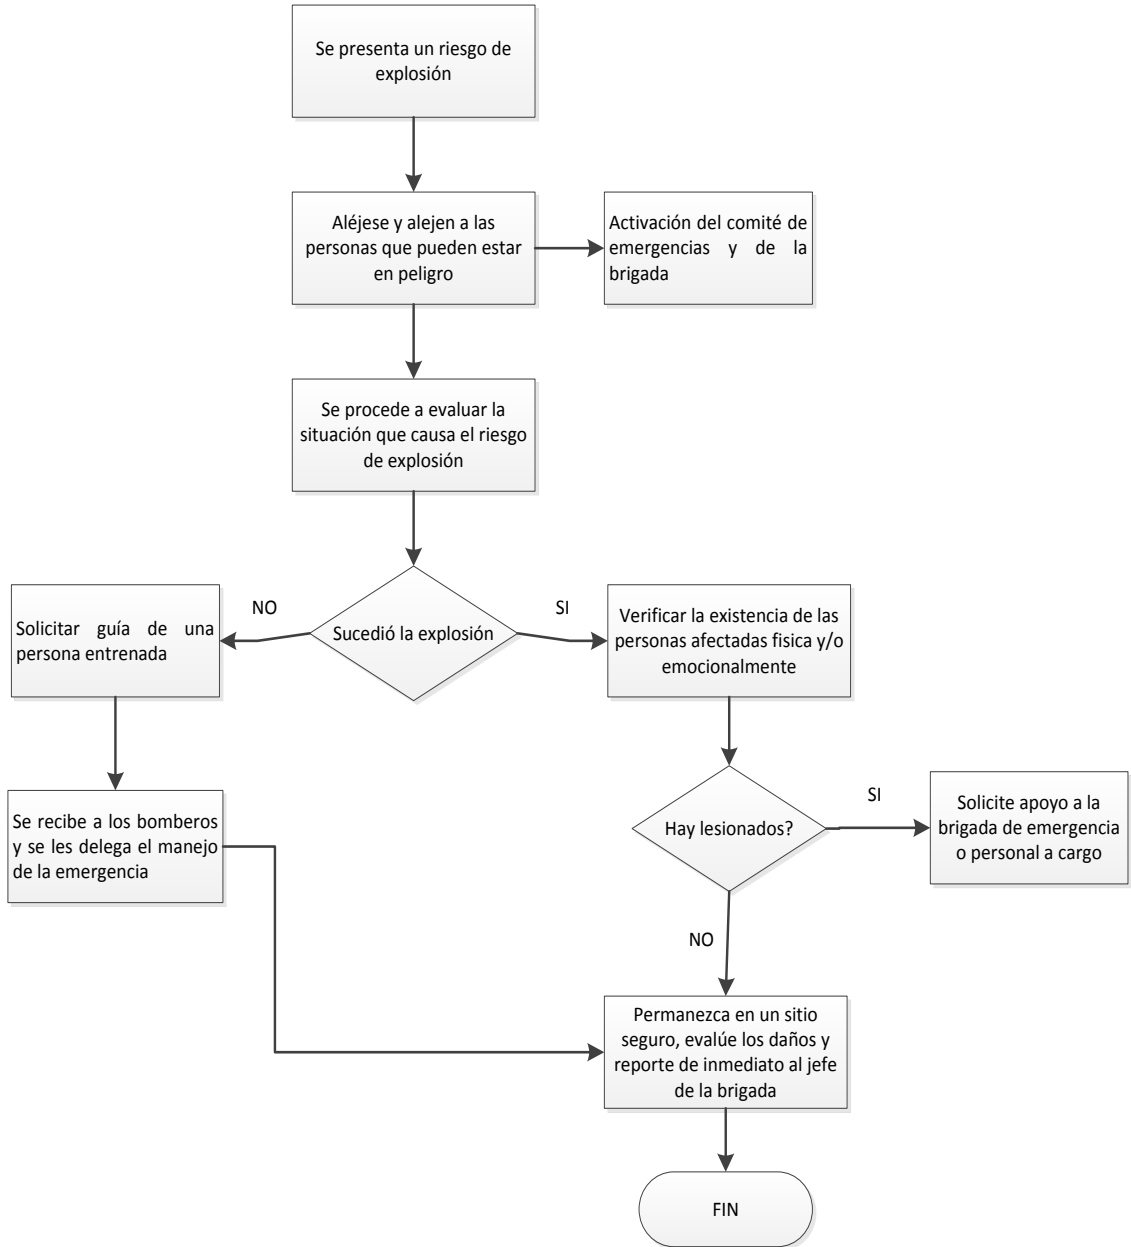 Se presenta un riesgo de
explosión
Aléjese y alejen a las
personas que pueden estar
en peligro
Activación del comité de
emergencias y de la
brigada
Se procede a evaluar la
situación que causa el riesgo
de explosión
Sucedió la explosión
NO
SI
Solicitar guía de una
persona entrenada
Verificar la existencia de las
personas afectadas fisica y/o
emocionalmente
Se recibe a los bomberos
y se les delega el manejo
de la emergencia
Hay lesionados?
SI
Solicite apoyo a la
brigada de emergencia
o personal a cargo
NO
Permanezca en un sitio
seguro, evalúe los daños y
reporte de inmediato al jefe
de la brigada
FIN